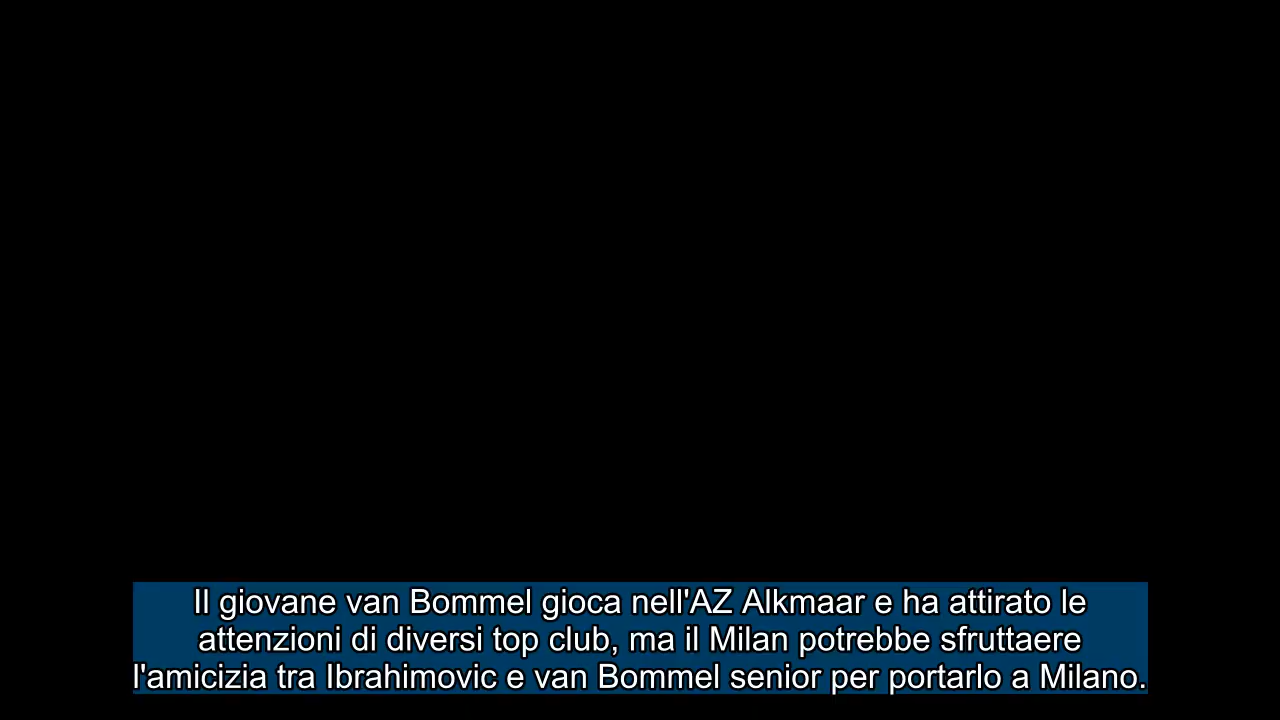 Il giovane van Bommel gioca nell'AZ Alkmaar e ha attirato le
attenzioni di diversi top club, ma il Milan potrebbe sfruttaere
l'amicizia tra Ibrahimovic e van Bommel senior per portarlo a Milano.